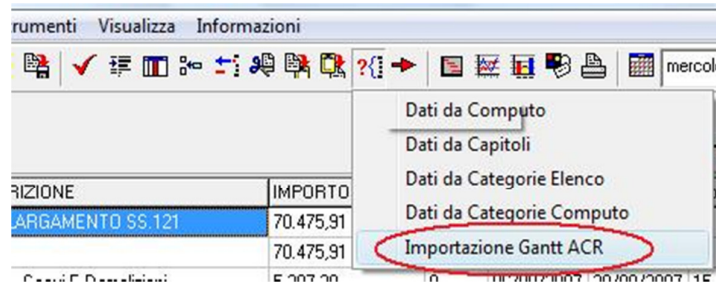 rumenti Visualizza Informazioni
mercol
Dati da Computo
Dati da Capitoli
Dati da Categorie Elenco
Dati da Categorie Computo
Importazione Gantt ACR
RIZIONE IMPORTO
LARGAMENTO SS.121 70.475,91
70.475,91